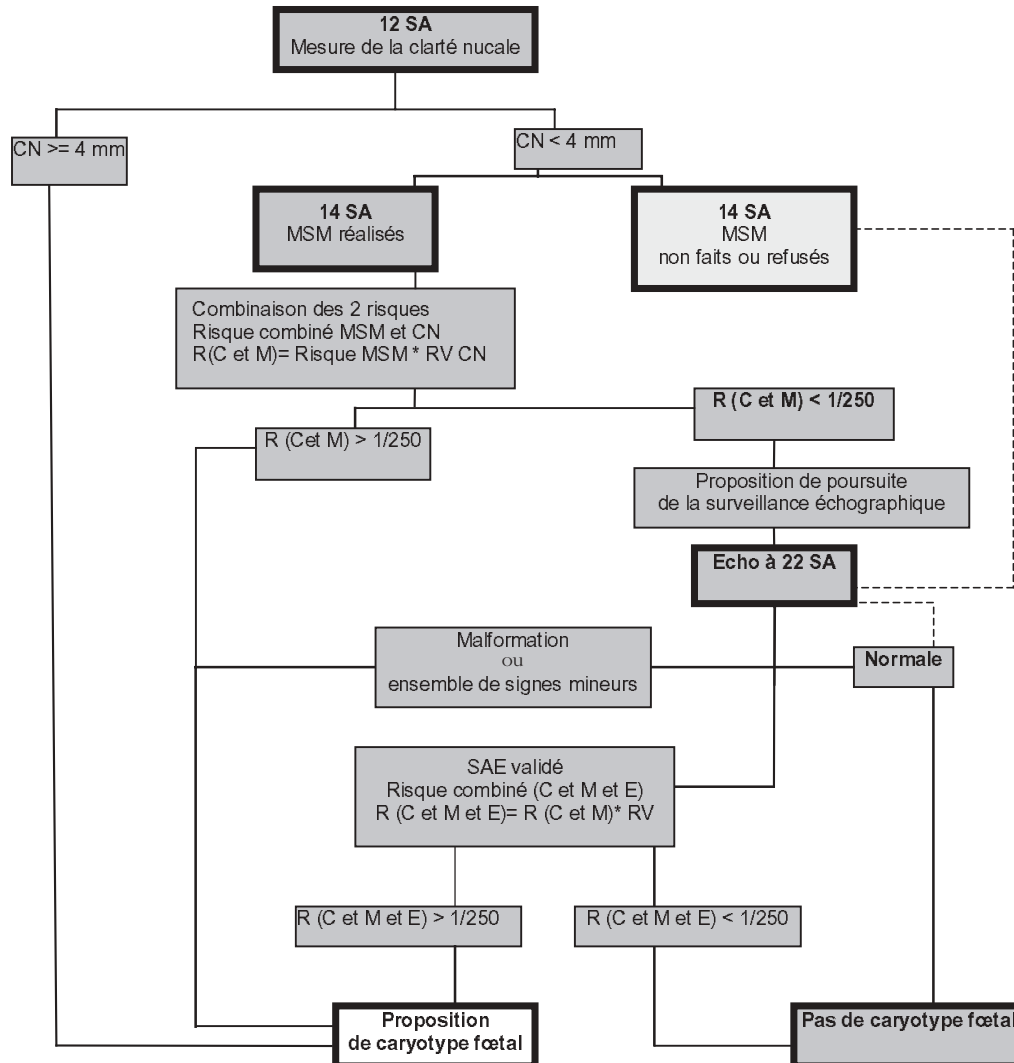 12 SA
Mesure de la clarté nucale
CN >= 4 mm
CN < 4 mm
14 SA
MSM réalisés
14 SA
MSM
non faits ou refusés
Combinaison des 2 risques
Risque combiné MSM et CN
R(C et M)= Risque MSM * RV CN
R (C et M) < 1/250
R (Cet M) > 1/250
Proposition de poursuite
de la surveillance échographique
Echo à 22 SA
Malformation
ou
ensemble de signes mineurs
Normale
SAE validé
Risque combiné (C et M et E)
R (C et M et E)= R (C et M)* RV
R (C et M et E) > 1/250
R (C et M et E) < 1/250
Proposition
de caryotype fœtal
Pas de caryotype fœtal